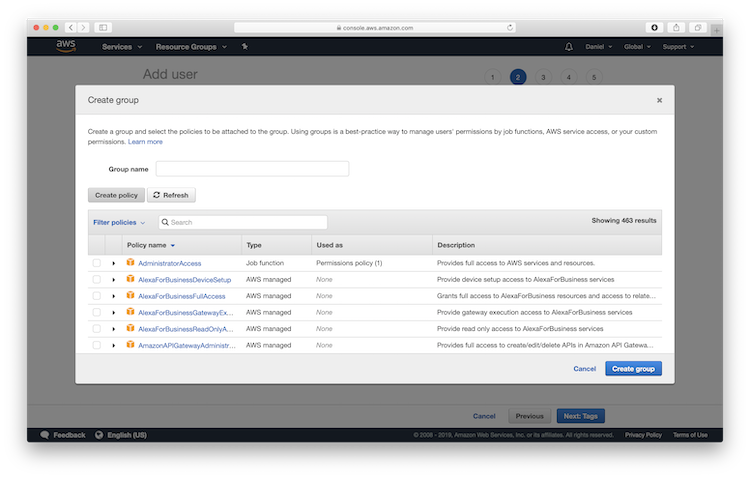 console.aws.amazon.com
aws Services Resource Groups Daniel Global Support
Add user 1 2 3 4 5
Create group
Create a group and select the policies to be attached to the group. Using groups is a best-practice way to manage users' permissions by job functions, AWS service access, or your custom
permissions. Learn more
Group name
Create policy Refresh
Filter policies Search Showing 463 results
Policy name Type Used as Description
AdministratorAccess Job function Permissions policy (1) Provides full access to AWS services and resources.
AlexaForBusinessDeviceSetup AWS managed None Provide device setup access to AlexaForBusiness services
AlexaForBusinessFullAccess AWS managed None Grants full access to AlexaForBusiness resources and access to relate...
AlexaForBusinessGatewayEx... AWS managed None Provide gateway execution access to AlexaForBusiness services
AlexaForBusinessReadOnlyA... AWS managed None Provide read only access to AlexaForBusiness services
AmazonAPIGatewayAdministr... AWS managed None Provides full access to create/edit/delete APIs in Amazon API Gatewa...
Cancel Create group
Cancel Previous Next: Tags
Feedback English (US) © 2008 - 2019, Amazon Web Services, Inc. or its affiliates. All rights reserved. Privacy Policy Terms of Use